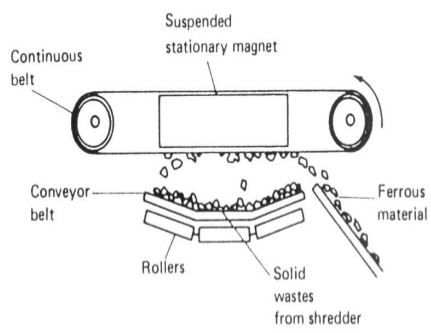 Suspended
stationary magnet
Continuous
belt
Conveyor
belt
Ferrous
material
Rollers
Solid
wastes
from shredder